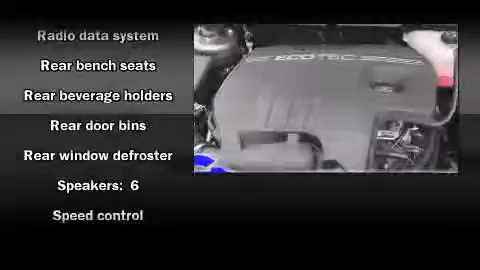 Radio data system
Rear bench seats
Rear beverage holders
Rear door bins
Rear window defroster
Speakers: 6
Speed control
ECOTEC